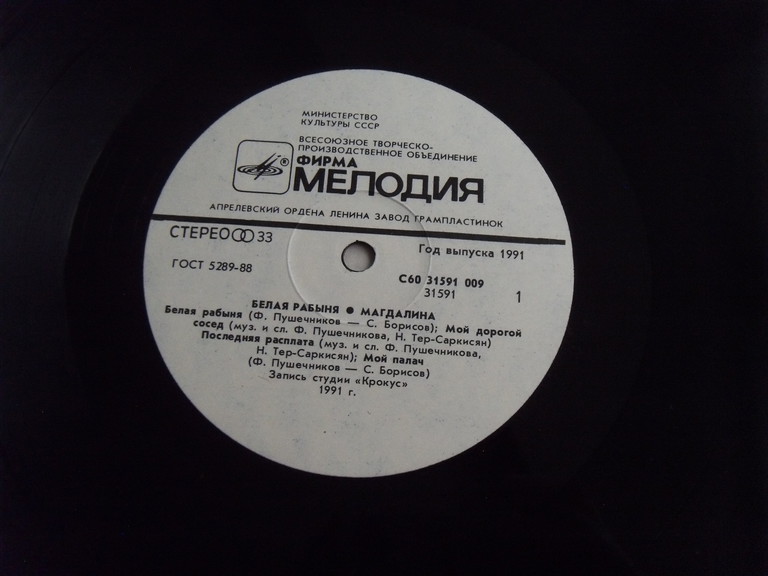 МИНИСТЕРСТВО
КУЛЬТУРЫ СССР
ВСЕСОЮЗНОЕ ТВОРЧЕСКО-
ПРОИЗВОДСТВЕННОЕ ОБЪЕДИНЕНИЕ
® ФИРМА
МЕЛОДИЯ
АПРЕЛЕВСКИЙ ОРДЕНА ЛЕНИНА ЗАВОД ГРАМПЛАСТИНОК
СТЕРЕО 33
Год выпуска 1991
ГОСТ 5289-88
С60 31591 009
31591
1
БЕЛАЯ РАБЫНЯ ● МАГДАЛИНА
Белая рабыня (Ф. Пушечников — С. Борисов); Мой дорогой
сосед (муз. и сл. Ф. Пушечникова, Н. Тер-Саркисян)
Последняя расплата (муз. и сл. Ф. Пушечникова,
Н. Тер-Саркисян); Мой палач
(Ф. Пушечников — С. Борисов)
Запись студии «Крокус»
1991 г.